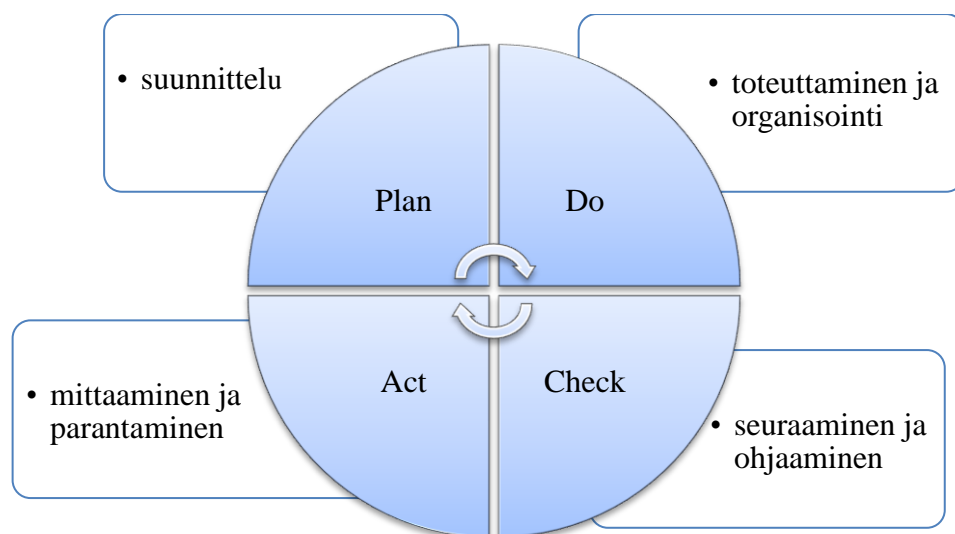 • suunnittelu
• toteuttaminen ja
organisointi
Plan
Do
Act
Check
• mittaaminen ja
parantaminen
• seuraaminen ja
ohjaaminen